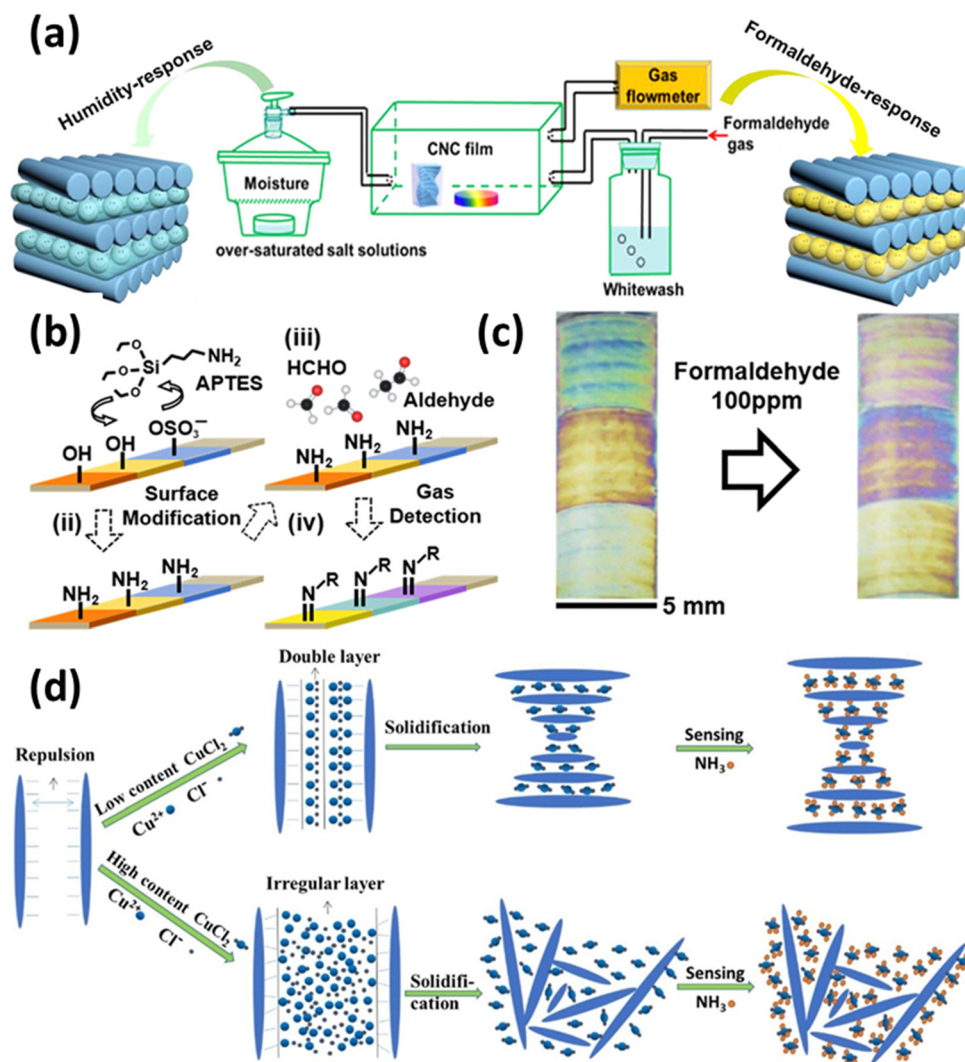 (a)
Humidity-response
Moisture
over-saturated salt solutions
CNC film
Gas
flowmeter
Formaldehyde
gas
Whitewash
Formaldehyde-response
(b)
O
Si
O
O
NH2
APTES
OH
OH
OSO3−
(ii)
Surface
Modification
NH2
NH2
NH2
(iii)
HCHO
Aldehyde
NH2
NH2
NH2
(iv)
Gas
Detection
N-R
N-R
N-R
(c)
Formaldehyde
100ppm
5 mm
(d)
Repulsion
Low content CuCl2
Cu2+
Cl−
Double layer
Solidification
Sensing
NH3
High content CuCl2
Cu2+
Cl−
Irregular layer
Solidifi-
cation
Sensing
NH3